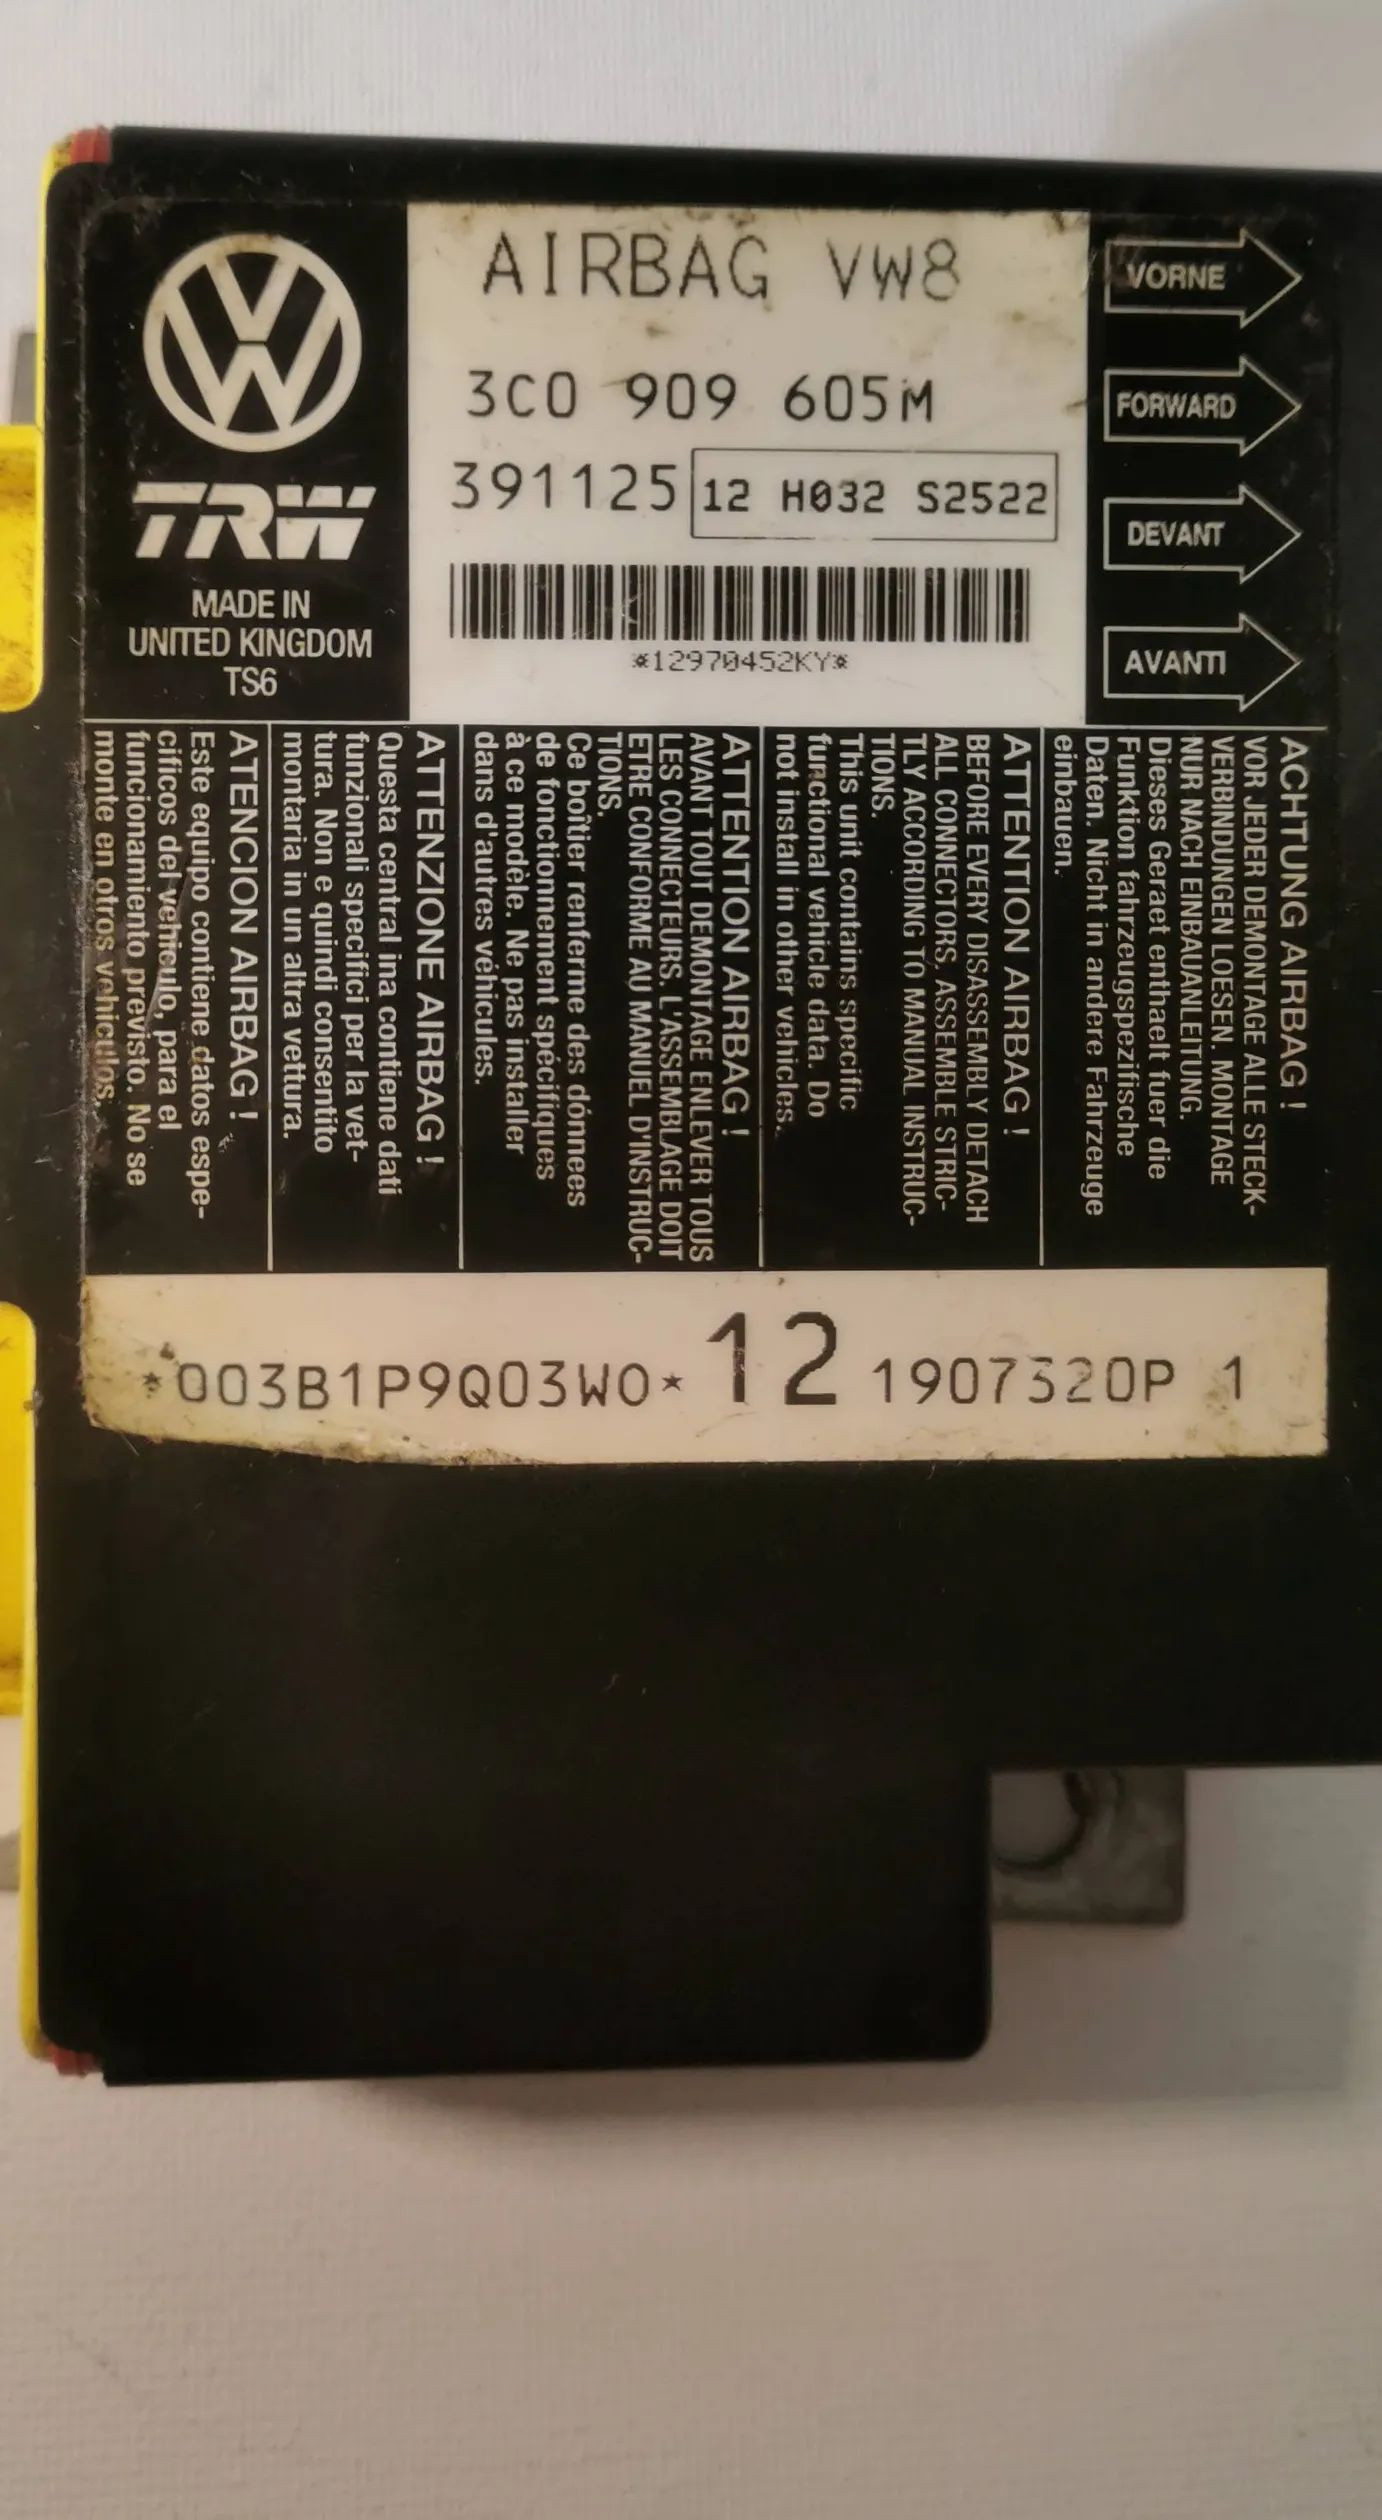 AIRBAG VW8
3C0 909 605M
391125 12 H032 S2522
*12970452KY*
TRW
MADE IN
UNITED KINGDOM
TS6
VORNE
FORWARD
DEVANT
AVANTI
ACHTUNG AIRBAG !
VOR JEDER DEMONTAGE ALLE STECK-
VERBINDUNGEN LOESEN. MONTAGE
NUR NACH EINBAUANLEITUNG.
Dieses Geraet enthaelt fuer die
Funktion fahrzeugspezifische
Daten. Nicht in andere Fahrzeuge
einbauen.
ATTENTION AIRBAG !
BEFORE EVERY DISASSEMBLY DETACH
ALL CONNECTORS. ASSEMBLE STRIC-
TLY ACCORDING TO MANUAL INSTRUC-
TIONS.
This unit contains specific
functional vehicle data. Do
not install in other vehicles.
ATTENTION AIRBAG !
AVANT TOUT DEMONTAGE ENLEVER TOUS
LES CONNECTEURS. L'ASSEMBLAGE DOIT
ETRE CONFORME AU MANUEL D'INSTRUC-
TIONS.
Ce boîtier renferme des dónnees
de fonctionnement spécifiques
à ce modèle. Ne pas installer
dans d'autres véhicules.
ATTENZIONE AIRBAG !
Questa central ina contiene dati
funzionali specifici per la vet-
tura. Non e quindi consentito
montaria in un altra vettura.
ATENCION AIRBAG !
Este equipo contiene datos espe-
cificos del vehiculo, para el
funcionamiento previsto. No se
monte en otros vehiculos.
*003B1P9Q03W0* 12 1907320P 1